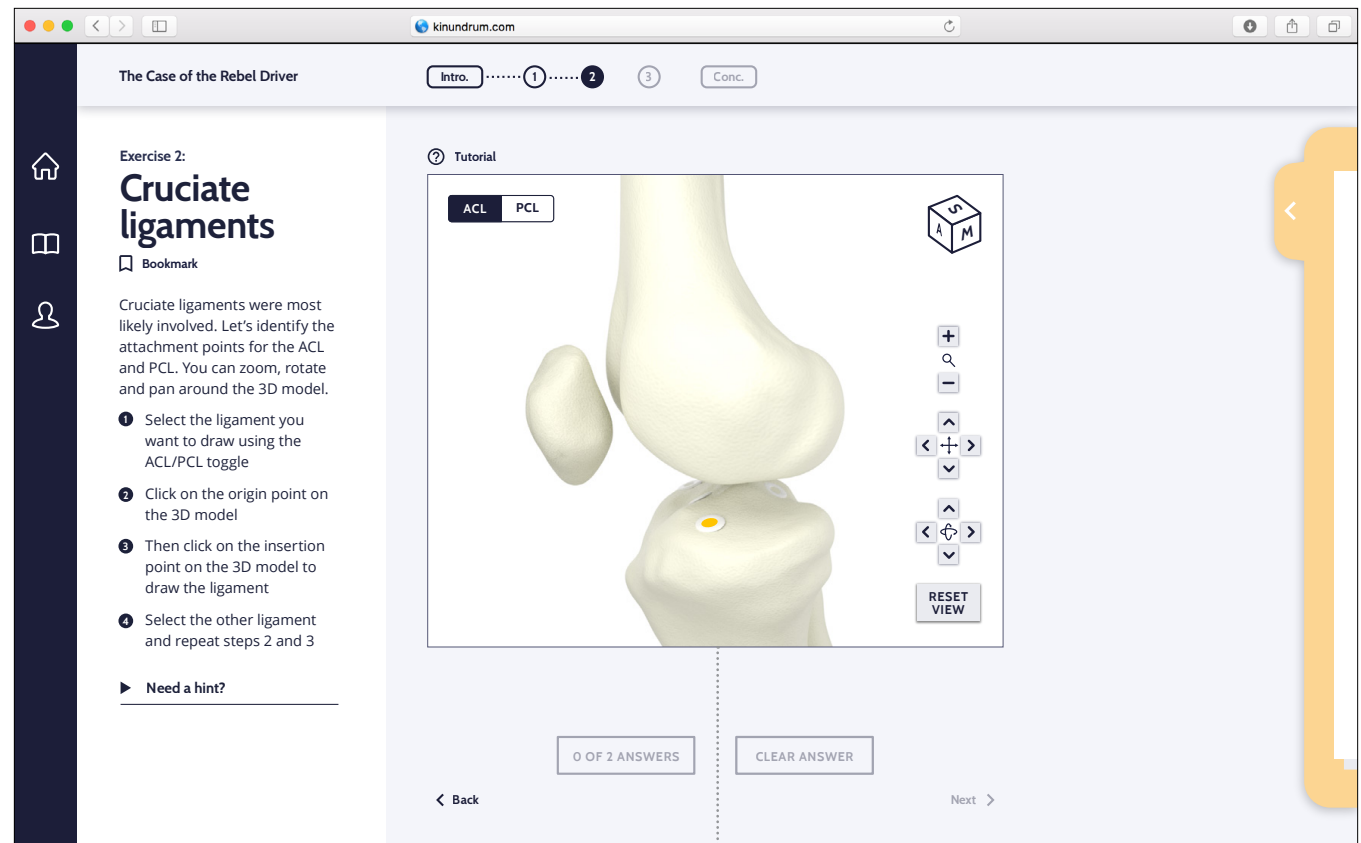 kinundrum.com
The Case of the Rebel Driver
Intro.
1
2
3
Conc.
Exercise 2:
Cruciate
ligaments
Bookmark
Cruciate ligaments were most
likely involved. Let’s identify the
attachment points for the ACL
and PCL. You can zoom, rotate
and pan around the 3D model.
1 Select the ligament you
want to draw using the
ACL/PCL toggle
2 Click on the origin point on
the 3D model
3 Then click on the insertion
point on the 3D model to
draw the ligament
4 Select the other ligament
and repeat steps 2 and 3
Need a hint?
? Tutorial
ACL
PCL
S
A
M
RESET
VIEW
0 OF 2 ANSWERS
CLEAR ANSWER
Back
Next